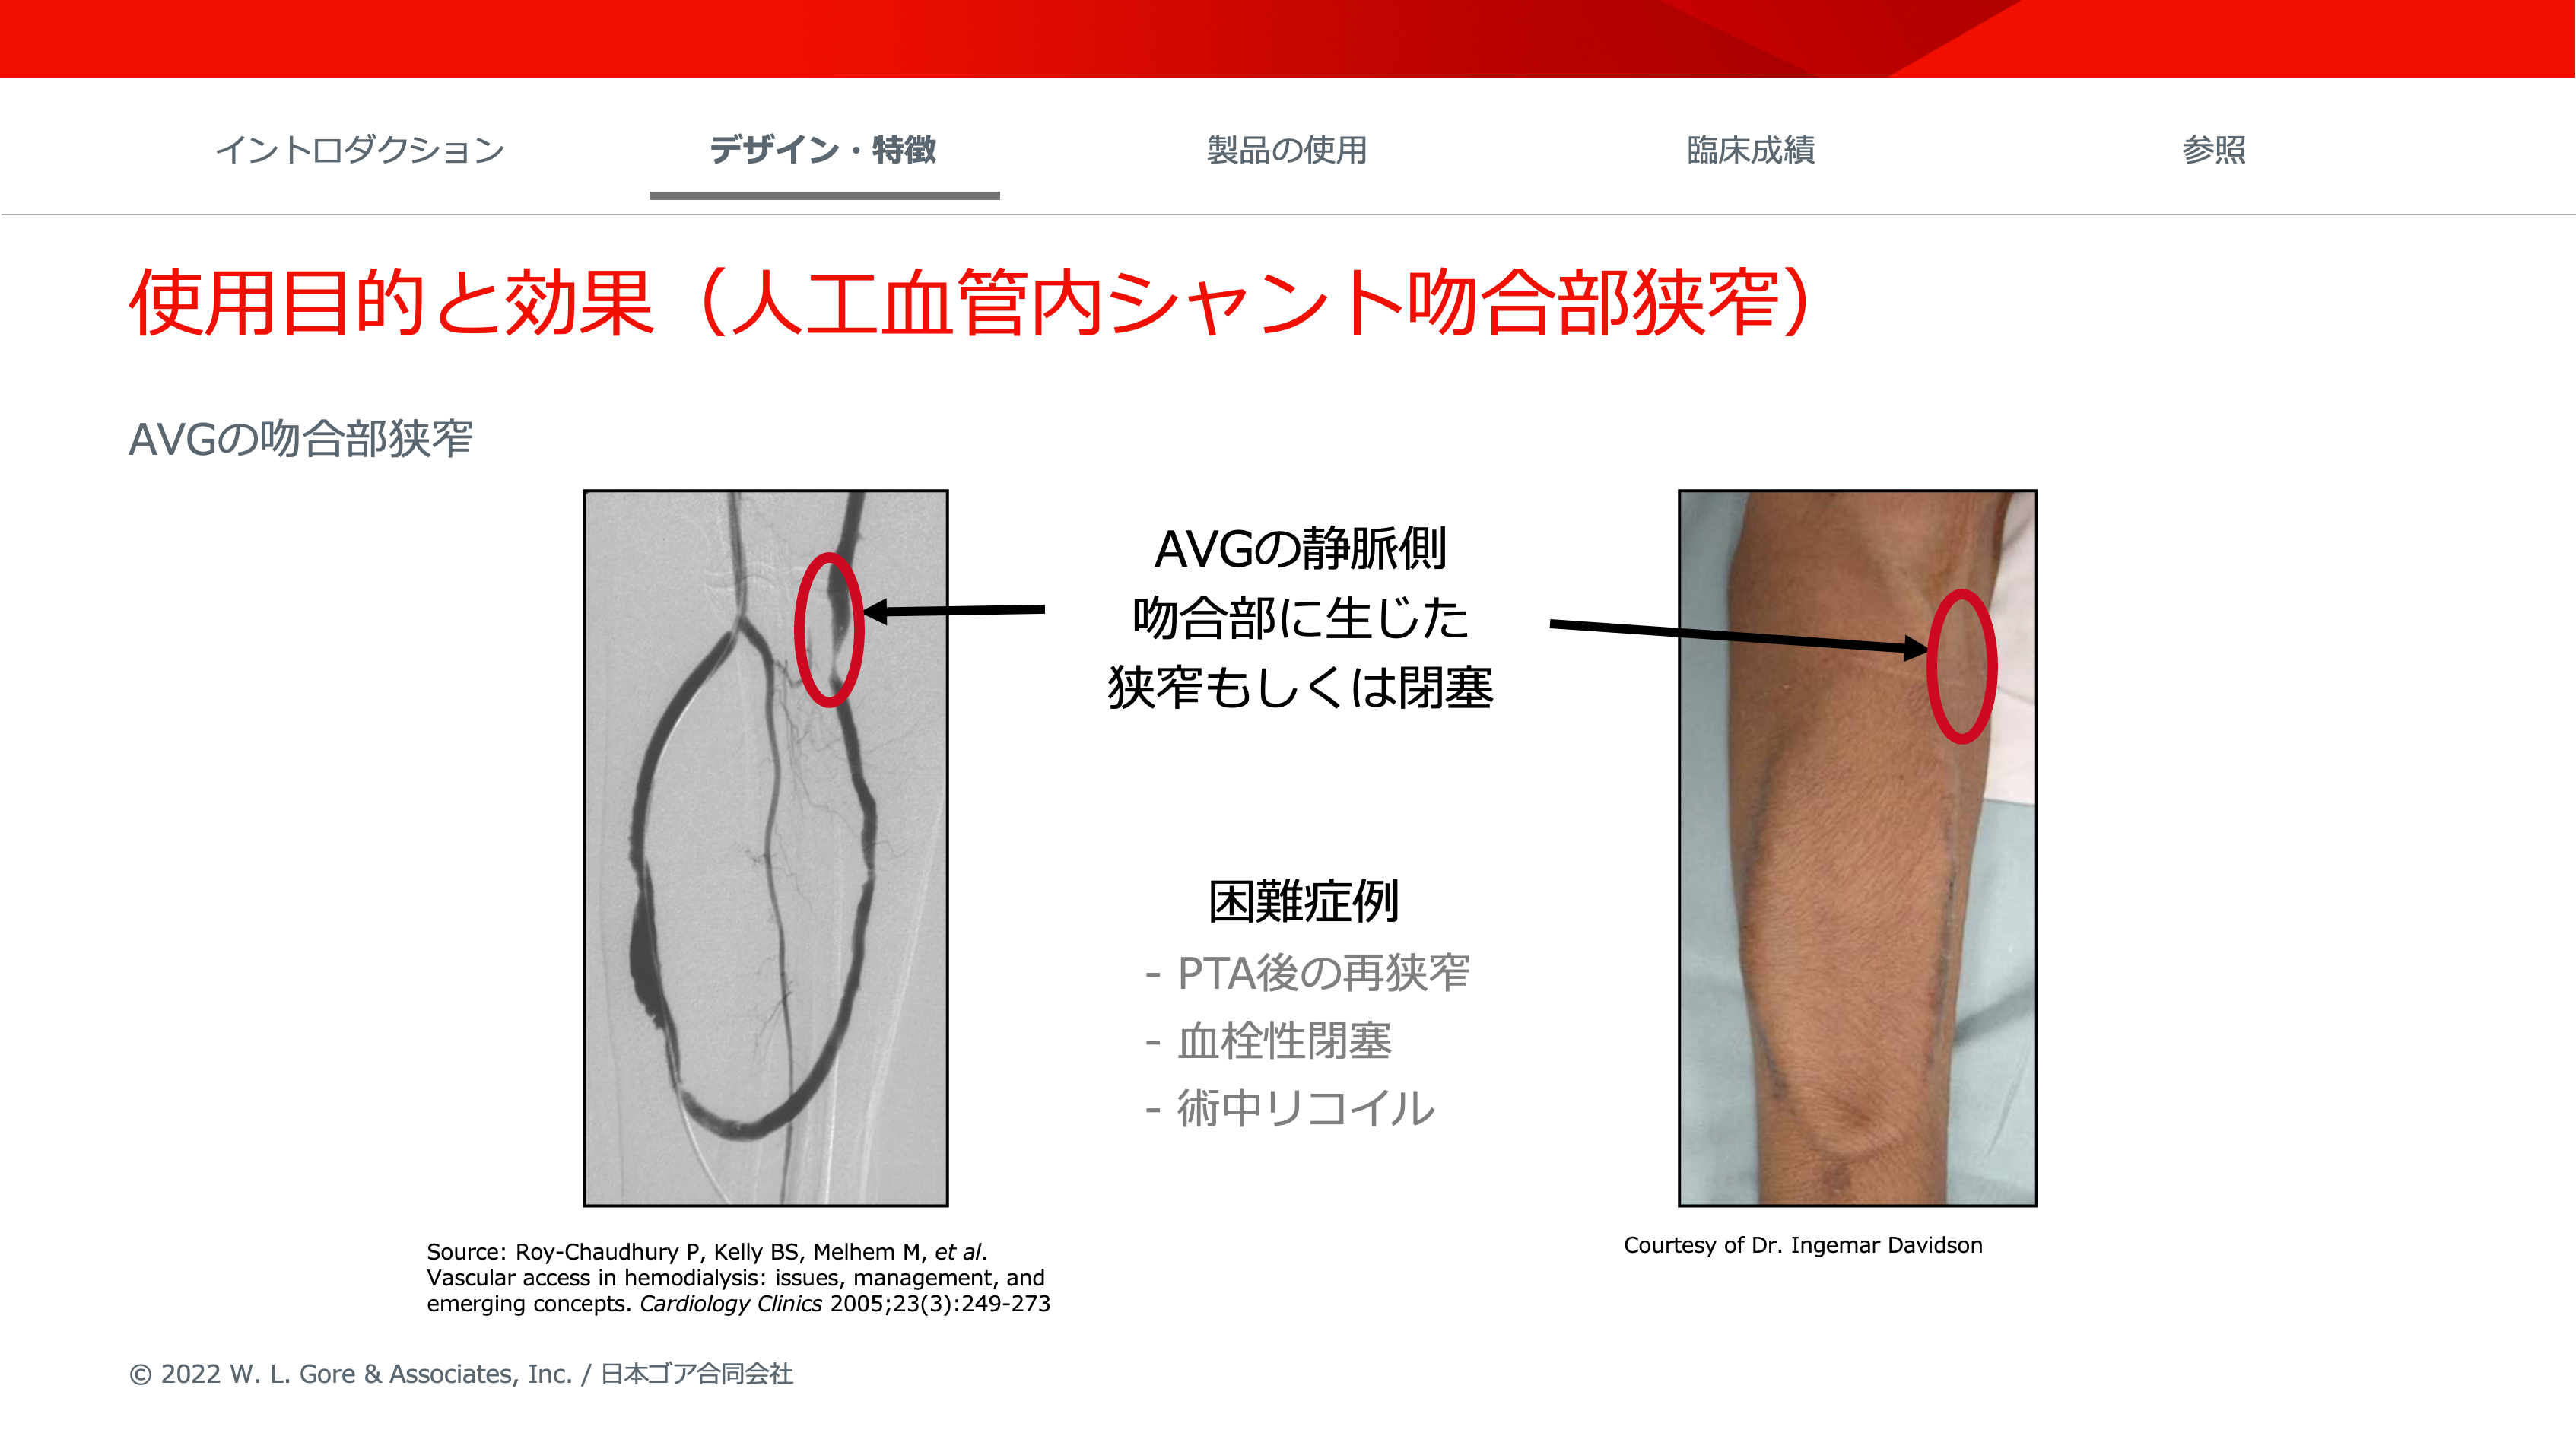 イントロダクション
デザイン・特徴
製品の使用
臨床成績
参照
使用目的と効果（人工血管内シャント吻合部狭窄）
AVGの吻合部狭窄
AVGの静脈側
吻合部に生じた
狭窄もしくは閉塞
困難症例
- PTA後の再狭窄
- 血栓性閉塞
- 術中リコイル
Source: Roy-Chaudhury P, Kelly BS, Melhem M, et al.
Vascular access in hemodialysis: issues, management, and
emerging concepts. Cardiology Clinics 2005;23(3):249-273
Courtesy of Dr. Ingemar Davidson
© 2022 W. L. Gore & Associates, Inc. / 日本ゴア合同会社